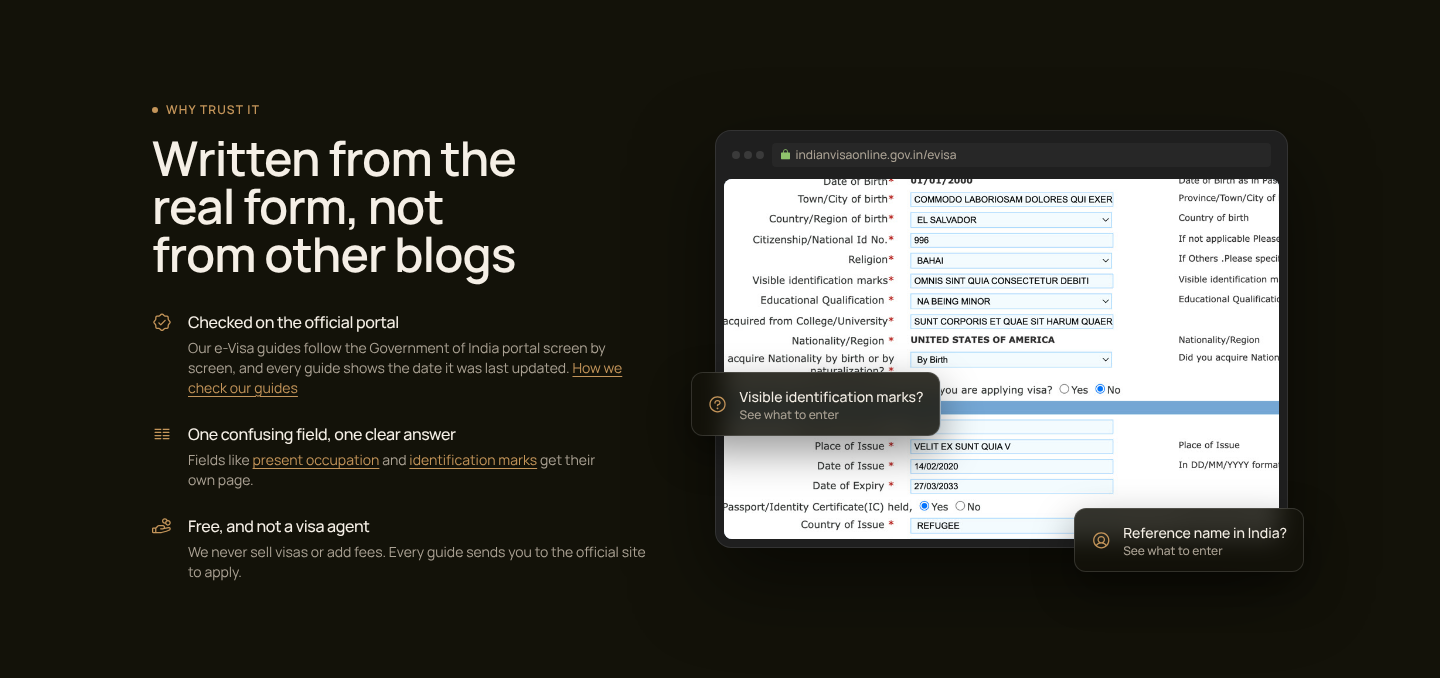 WHY TRUST IT
Written from the
real form, not
from other blogs
Checked on the official portal
Our e-Visa guides follow the Government of India portal screen by
screen, and every guide shows the date it was last updated. How we
check our guides
One confusing field, one clear answer
Fields like present occupation and identification marks get their
own page.
Free, and not a visa agent
We never sell visas or add fees. Every guide sends you to the official site
to apply.
indianvisaonline.gov.in/evisa
Date of Birth* 01/01/2000 Date of Birth as in
Town/City of birth* COMMODO LABORIOSAM DOLORES QUI EXER Province/Town/City of
Country/Region of birth* EL SALVADOR Country of birth
Citizenship/National Id No.* 996 If not applicable Please
Religion* BAHAI If Others .Please
Visible identification marks* OMNIS SINT QUIA CONSECTETUR DEBITI Visible identification
Educational Qualification * NA BEING MINOR
acquired from College/University* SUNT CORPORIS ET QUAE SIT HARUM QUAER
Nationality/Region * UNITED STATES OF AMERICA Nationality/Region
acquire Nationality by birth or by By Birth Did you acquire
naturalization? *
you are applying visa? Yes No
Visible identification marks?
See what to enter
Place of Issue * VELIT EX SUNT QUIA V Place of Issue
Date of Issue * 14/02/2020 In DD/MM/YYYY
Date of Expiry * 27/03/2033
Passport/Identity Certificate(IC) held, Yes No
Country of Issue * REFUGEE
Reference name in India?
See what to enter